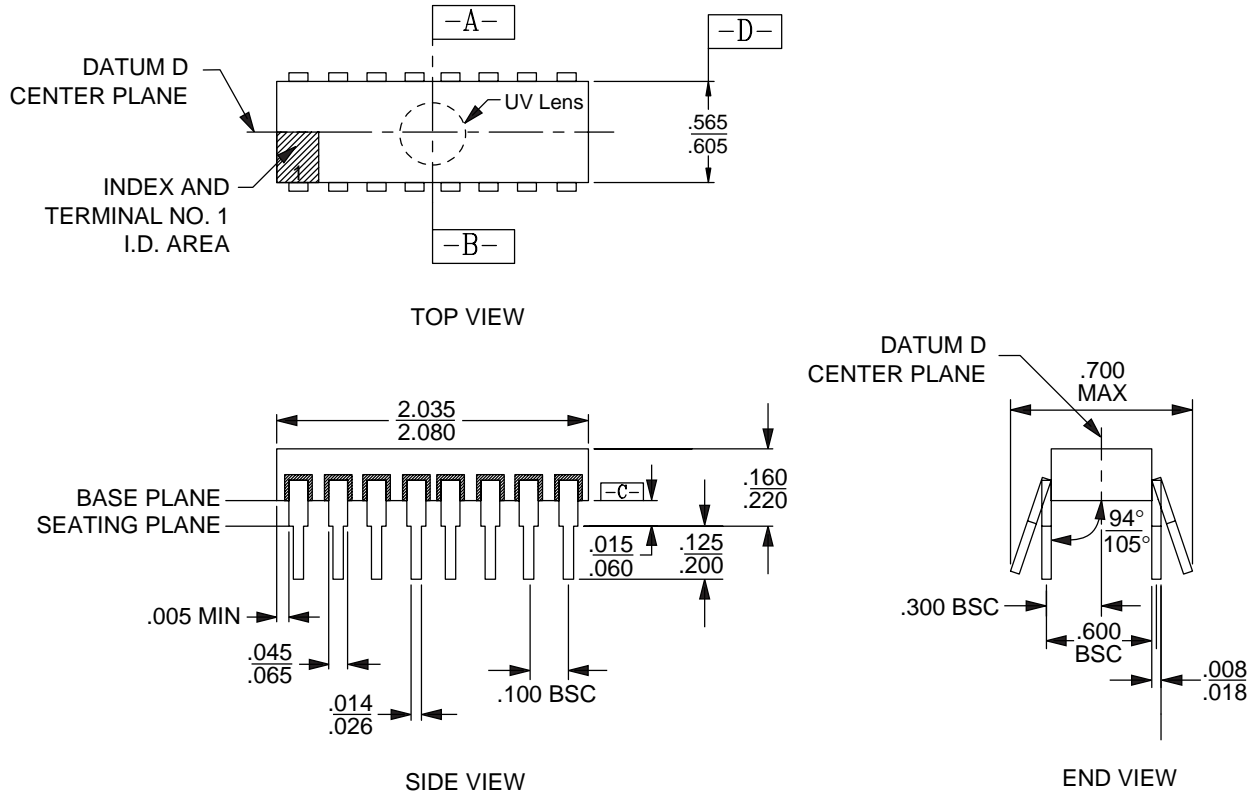 -A-
-D-
DATUM D
CENTER PLANE
UV Lens
.565
.605
1
INDEX AND
TERMINAL NO. 1
I.D. AREA
-B-
TOP VIEW
DATUM D
CENTER PLANE
.700
MAX
2.035
2.080
.160
.220
BASE PLANE
SEATING PLANE
-C-
.015
.060
.125
.200
94°
105°
.005 MIN
.045
.065
.014
.026
.100 BSC
.300 BSC
.600
BSC
.008
.018
SIDE VIEW
END VIEW